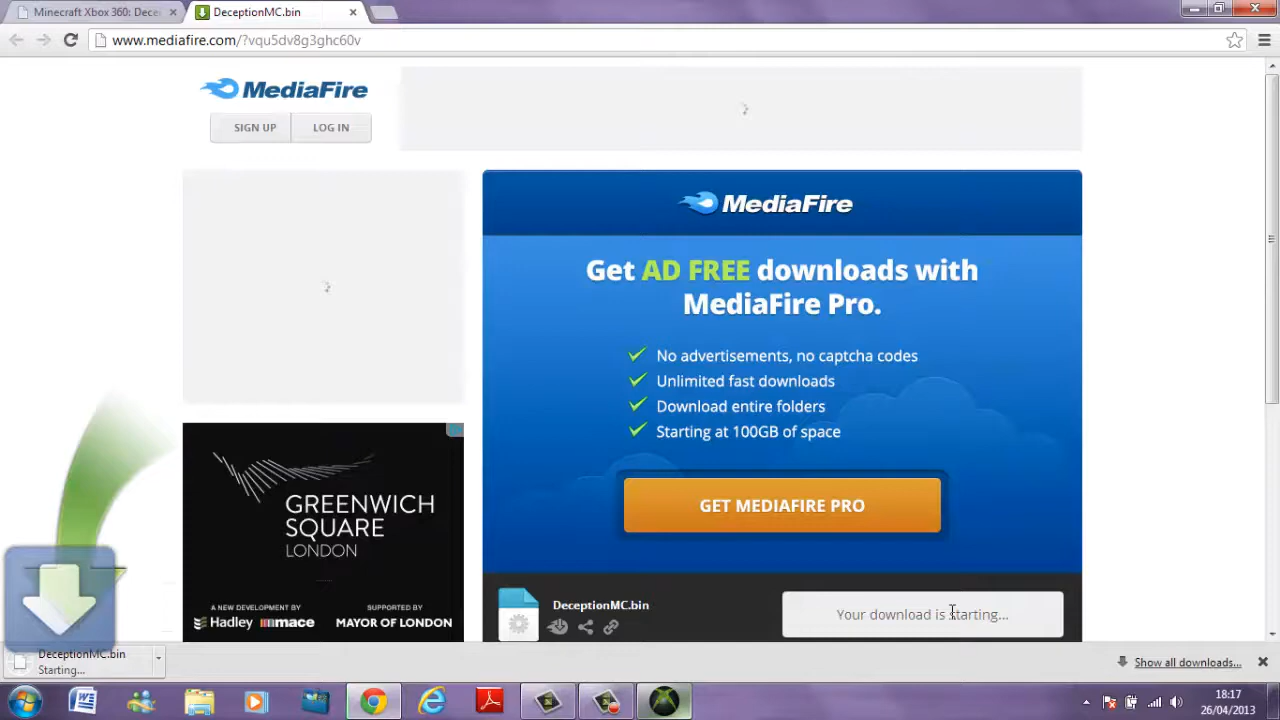 Minecraft Xbox 360: Dece
DeceptionMC.bin
www.mediafire.com/?vqu5dv8g3ghc60v
MediaFire
SIGN UP
LOG IN
MediaFire
Get AD FREE downloads with
MediaFire Pro.
No advertisements, no captcha codes
Unlimited fast downloads
Download entire folders
Starting at 100GB of space
GET MEDIAFIRE PRO
GREENWICH
SQUARE
LONDON
A NEW DEVELOPMENT BY
SUPPORTED BY
Hadley mace
MAYOR OF LONDON
DeceptionMC.bin
Your download is starting...
DeceptionMC.bin
Starting...
Show all downloads...
18:17
26/04/2013